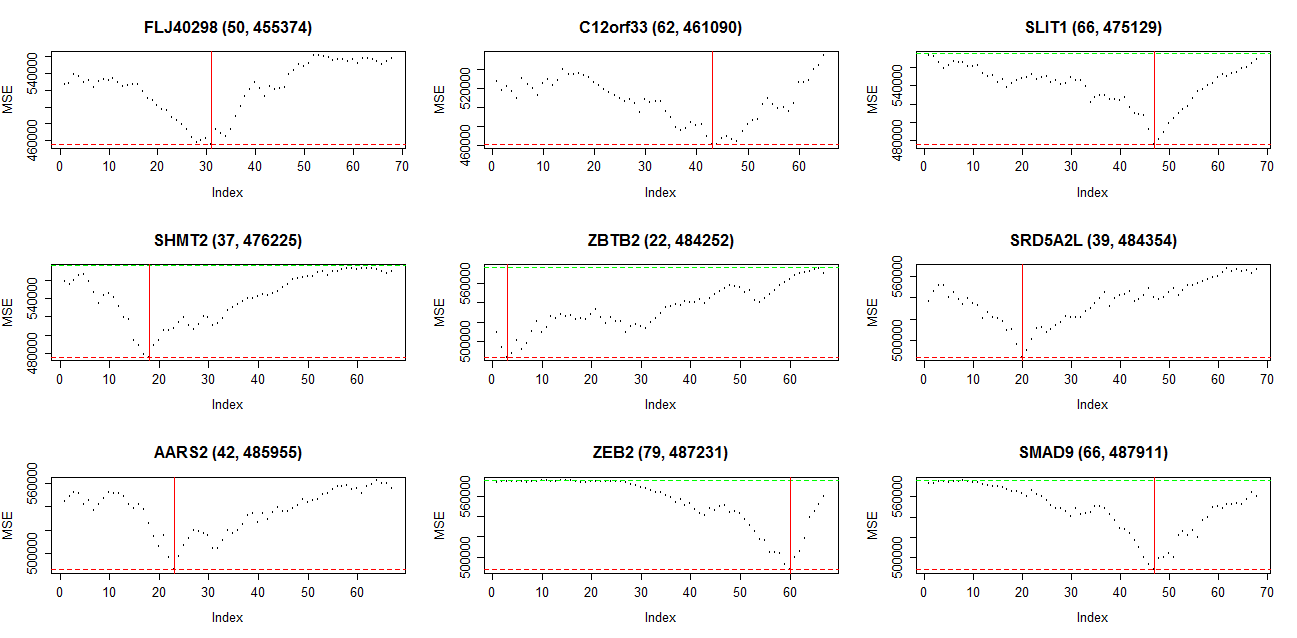 FLJ40298 (50, 455374)
MSE
460000 540000
0 10 20 30 40 50 60 70
Index
C12orf33 (62, 461090)
MSE
460000 520000
0 10 20 30 40 50 60
Index
SLIT1 (66, 475129)
MSE
480000 540000
0 10 20 30 40 50 60 70
Index
SHMT2 (37, 476225)
MSE
480000 540000
0 10 20 30 40 50 60
Index
ZBTB2 (22, 484252)
MSE
500000 560000
0 10 20 30 40 50 60
Index
SRD5A2L (39, 484354)
MSE
500000 560000
0 10 20 30 40 50 60 70
Index
AARS2 (42, 485955)
MSE
500000 560000
0 10 20 30 40 50 60
Index
ZEB2 (79, 487231)
MSE
500000 560000
0 10 20 30 40 50 60
Index
SMAD9 (66, 487911)
MSE
500000 560000
0 10 20 30 40 50 60 70
Index